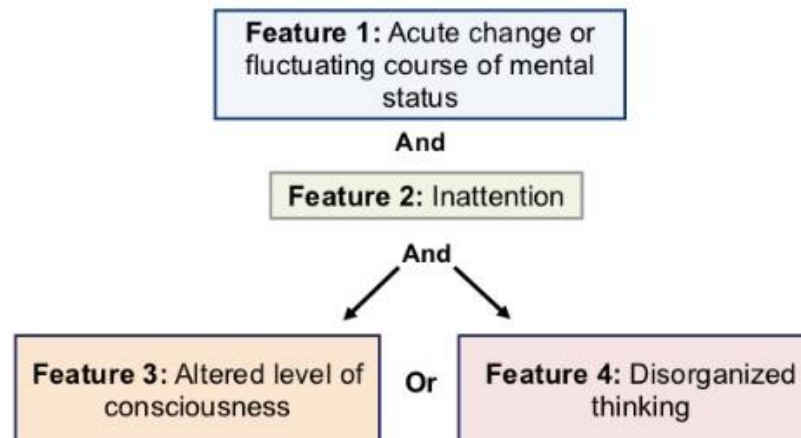 Feature 1: Acute change or
fluctuating course of mental
status
And
Feature 2: Inattention
And
Feature 3: Altered level of
consciousness
Or
Feature 4: Disorganized
thinking